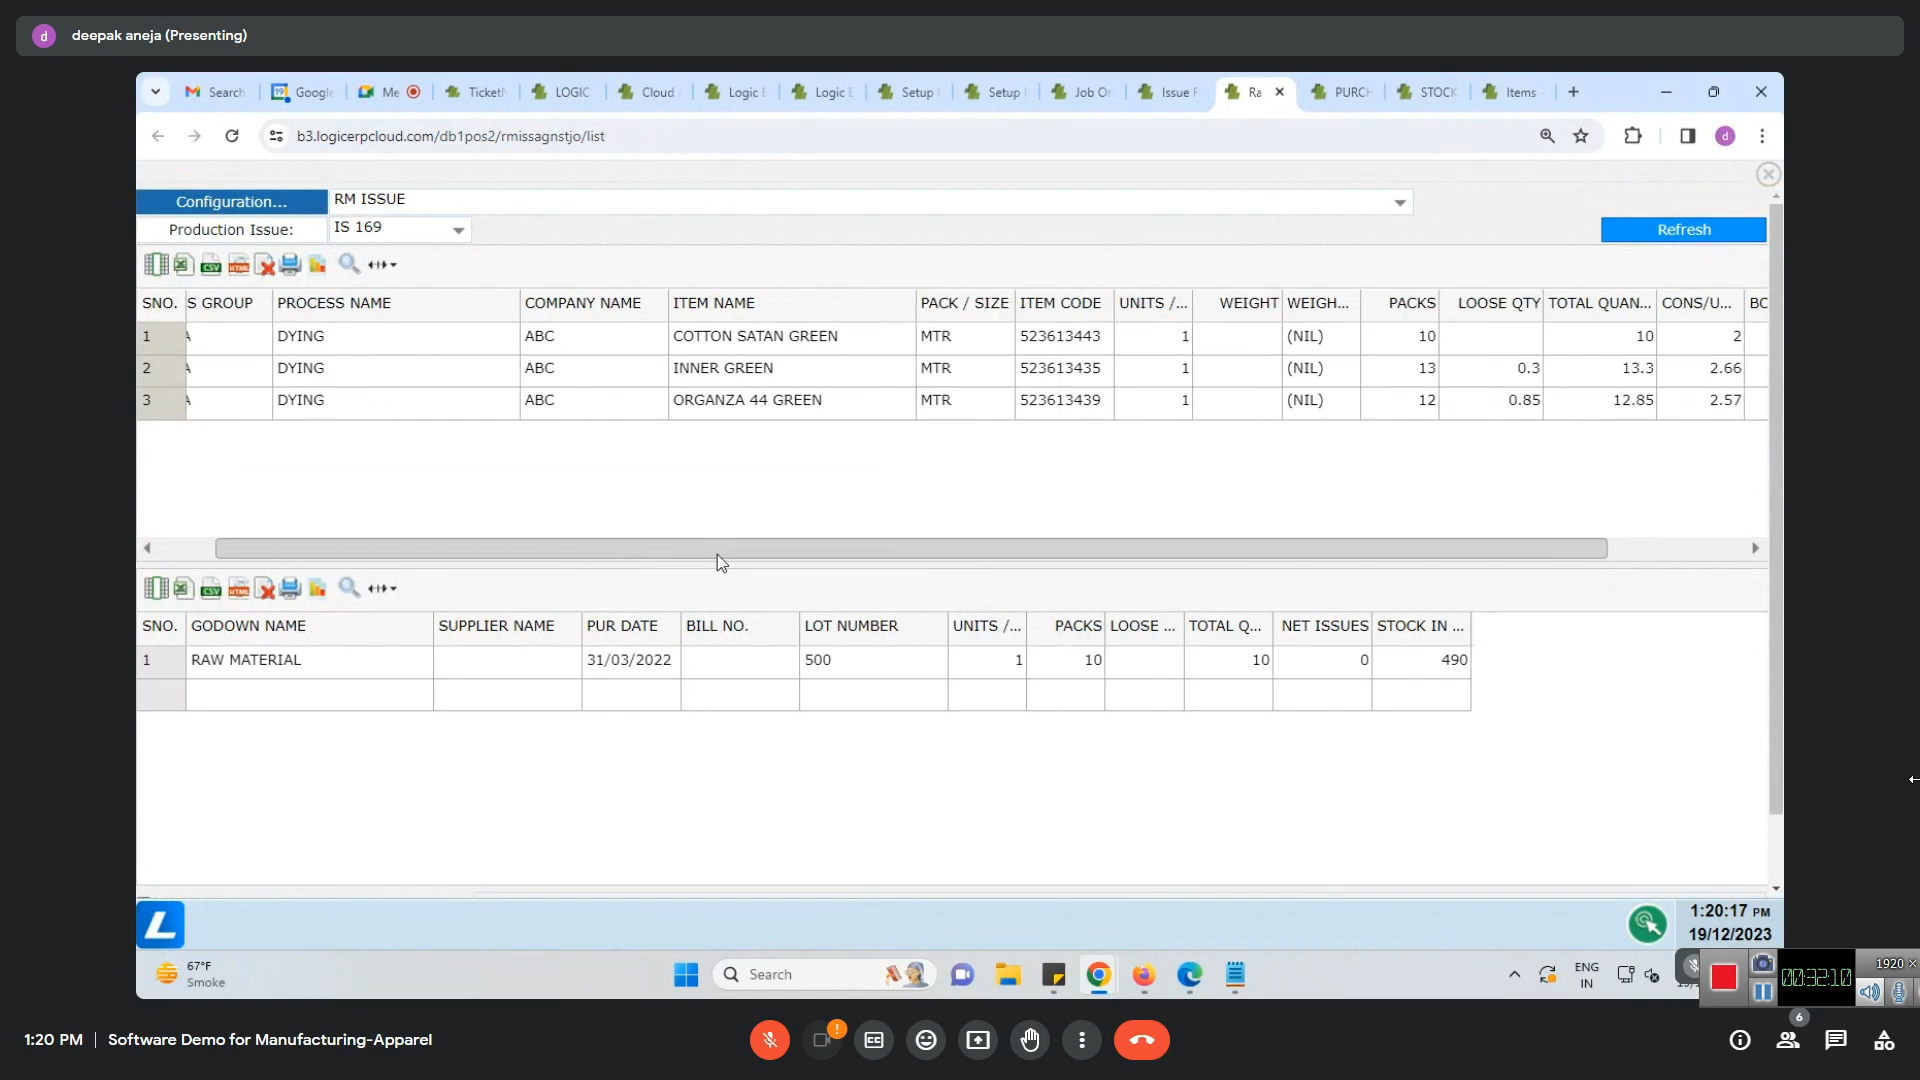 d deepak aneja (Presenting)
Search Google Me TicketN LOGIC Cloud Logic E Logic E Setup Setup Job Or Issue F Ra PURCH STOCK Items
b3.logicerpcloud.com/db1pos2/rmissagnstjo/list d
Configuration... RM ISSUE
Production Issue: IS 169 Refresh
SNO. S GROUP PROCESS NAME COMPANY NAME ITEM NAME PACK / SIZE ITEM CODE UNITS /... WEIGHT WEIGH... PACKS LOOSE QTY TOTAL QUAN... CONS/U... BC
1 A DYING ABC COTTON SATAN GREEN MTR 523613443 1 (NIL) 10 10 2
2 A DYING ABC INNER GREEN MTR 523613435 1 (NIL) 13 0.3 13.3 2.66
3 A DYING ABC ORGANZA 44 GREEN MTR 523613439 1 (NIL) 12 0.85 12.85 2.57
SNO. GODOWN NAME SUPPLIER NAME PUR DATE BILL NO. LOT NUMBER UNITS /... PACKS LOOSE ... TOTAL Q... NET ISSUES STOCK IN ...
1 RAW MATERIAL 31/03/2022 500 1 10 10 0 490
L 1:20:17 PM
19/12/2023
67°F
Smoke
Search
ENG
IN
1920 ×
00:32:10
6
1:20 PM | Software Demo for Manufacturing-Apparel